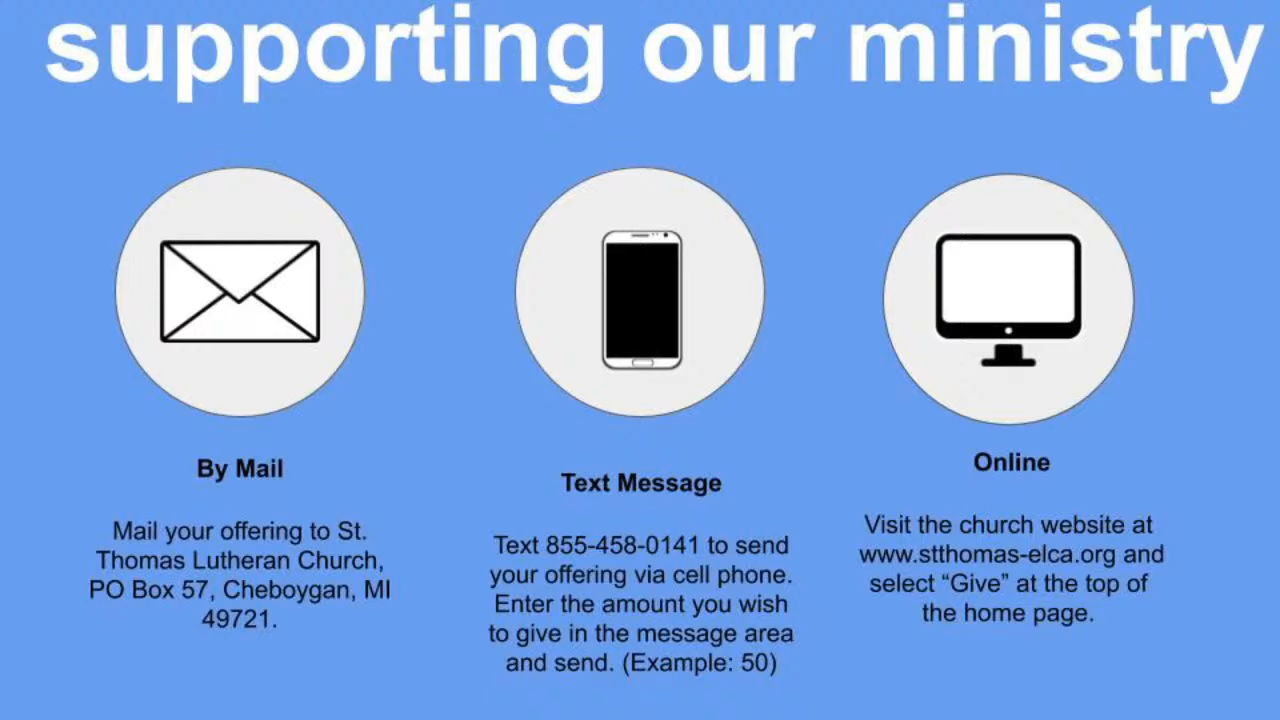 supporting our ministry
By Mail
Mail your offering to St.
Thomas Lutheran Church,
PO Box 57, Cheboygan, MI
49721.
Text Message
Text 855-458-0141 to send
your offering via cell phone.
Enter the amount you wish
to give in the message area
and send. (Example: 50)
Online
Visit the church website at
www.stthomas-elca.org and
select “Give” at the top of
the home page.